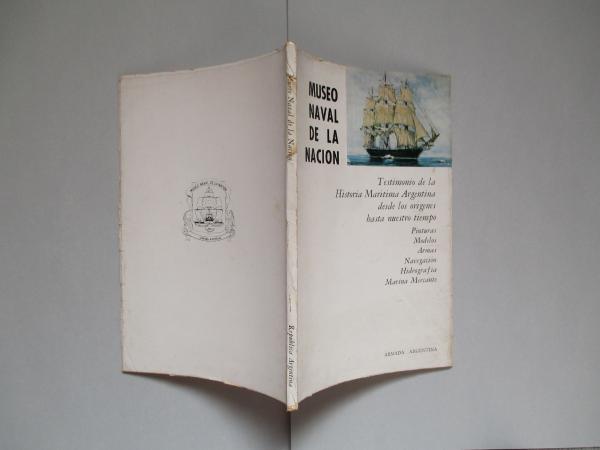 MUSEO
NAVAL
DE LA
NACION
Testimonio de la
Historia Marítima Argentina
desde los orígenes
hasta nuestro tiempo
Pinturas
Modelos
Armas
Navegación
Hidrografía
Marina Mercante
ARMADA ARGENTINA
Museo Naval de la Nación
República Argentina